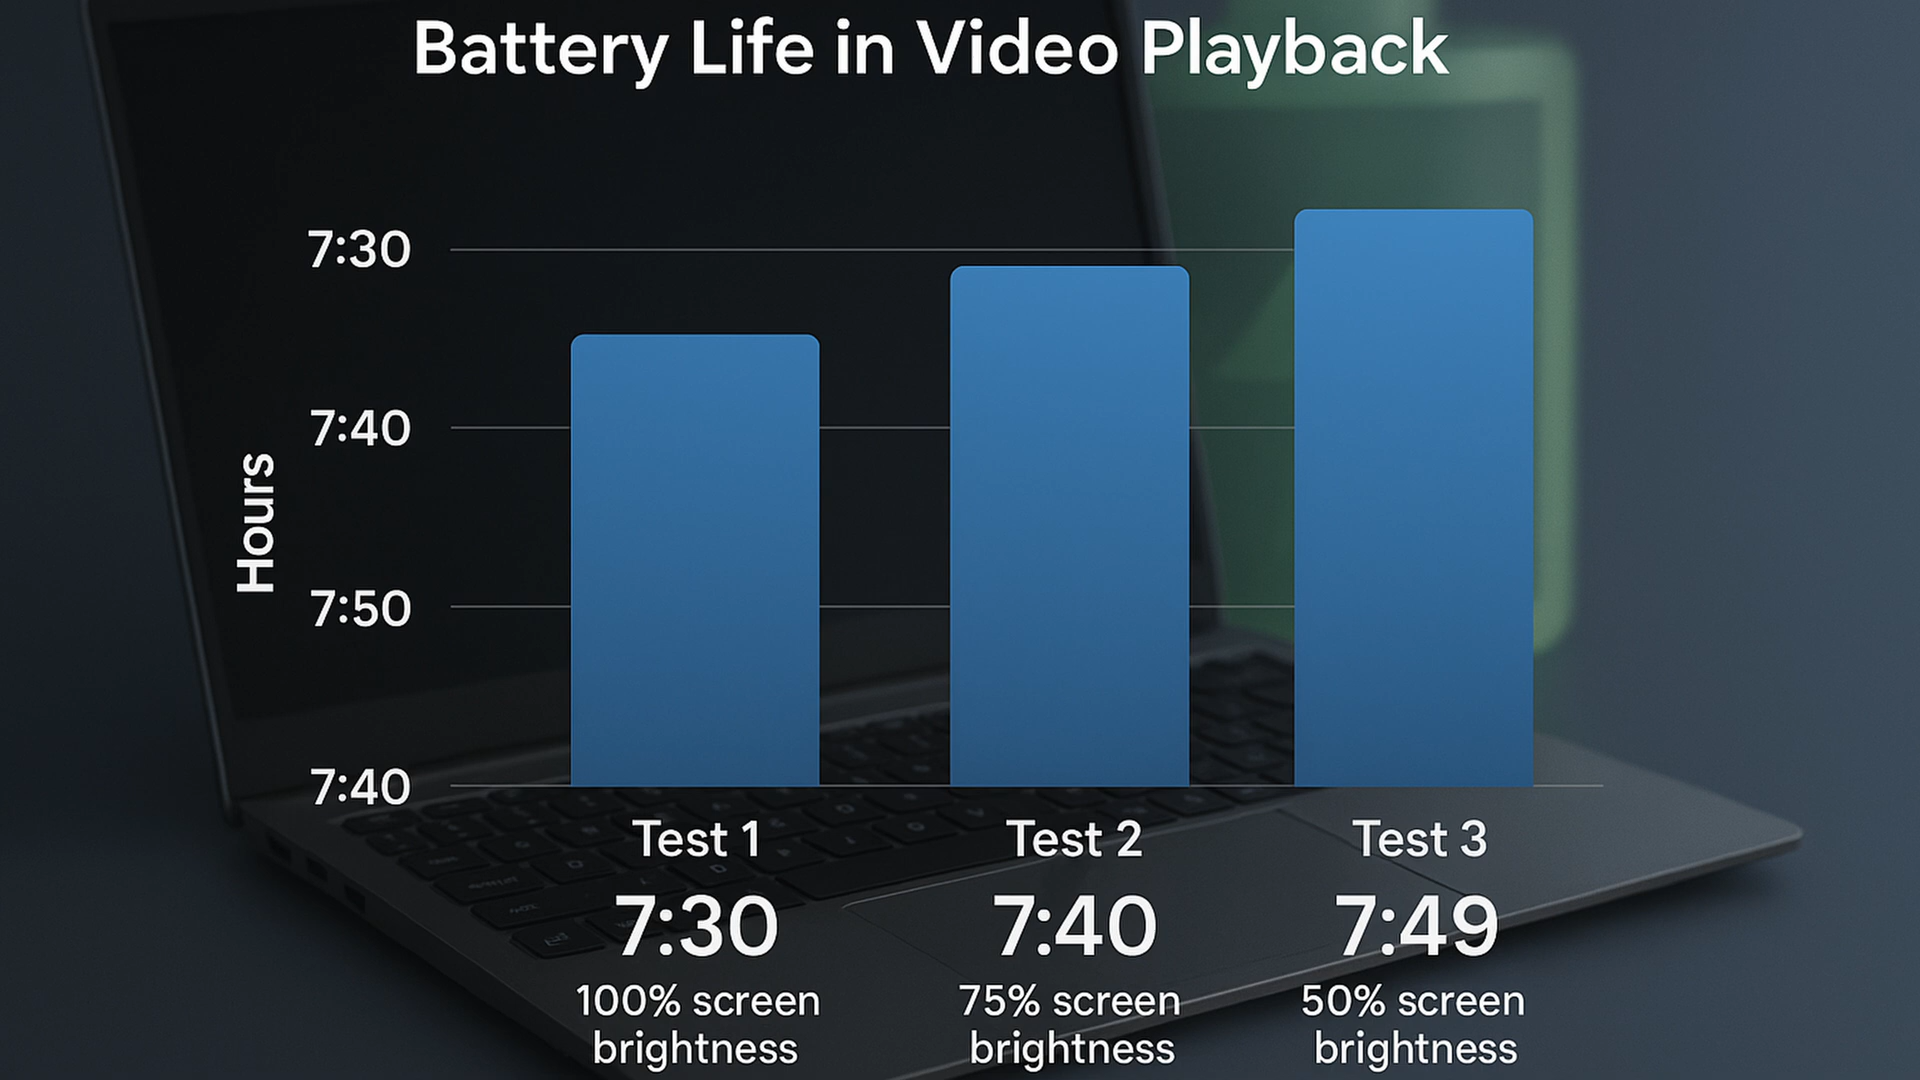 Battery Life in Video Playback
7:30
7:40
7:50
7:40
Hours
Test 1
Test 2
Test 3
7:30
7:40
7:49
100% screen
brightness
75% screen
brightness
50% screen
brightness